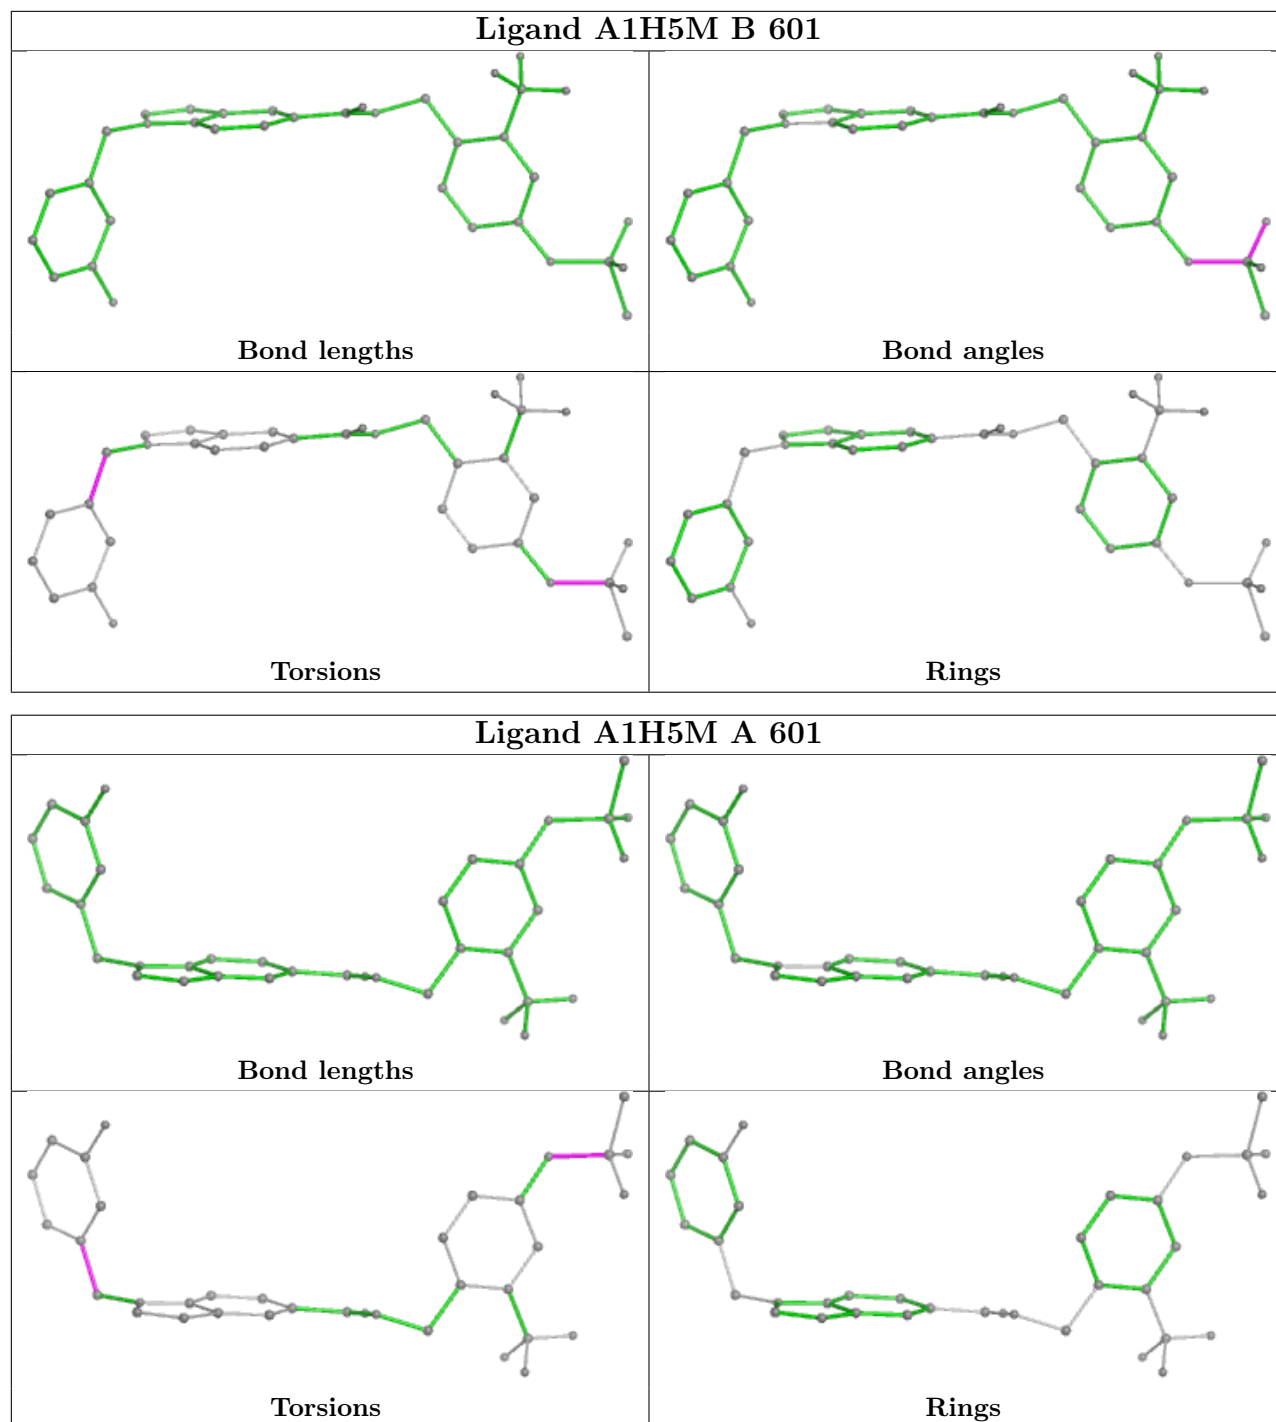 Ligand A1H5M B 601
Bond lengths
Bond angles
Torsions
Rings
Ligand A1H5M A 601
Bond lengths
Bond angles
Torsions
Rings